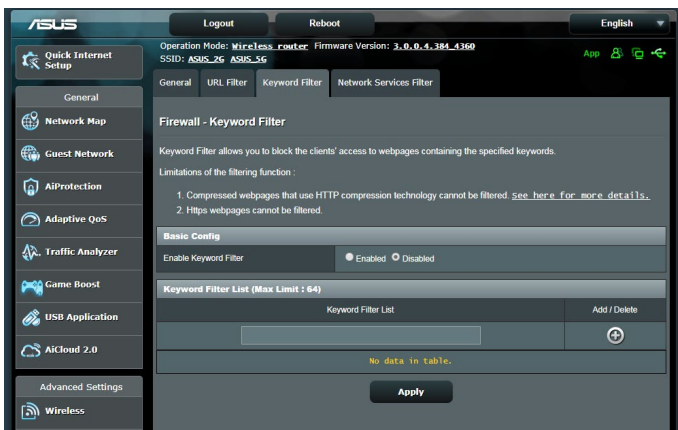 ASUS
Logout
Reboot
English
Quick Internet
Setup
Operation Mode: Wireless router Firmware Version: 3.0.0.4.384_4360
SSID: ASUS_2G ASUS_5G
App
General
URL Filter
Keyword Filter
Network Services Filter
General
Network Map
Guest Network
AiProtection
Adaptive QoS
Traffic Analyzer
Game Boost
USB Application
AiCloud 2.0
Advanced Settings
Wireless
Firewall - Keyword Filter
Keyword Filter allows you to block the clients' access to webpages containing the specified keywords.
Limitations of the filtering function :
1. Compressed webpages that use HTTP compression technology cannot be filtered. See here for more details.
2. Https webpages cannot be filtered.
Basic Config
Enable Keyword Filter
Enabled Disabled
Keyword Filter List (Max Limit : 64)
Keyword Filter List
Add / Delete
No data in table.
Apply